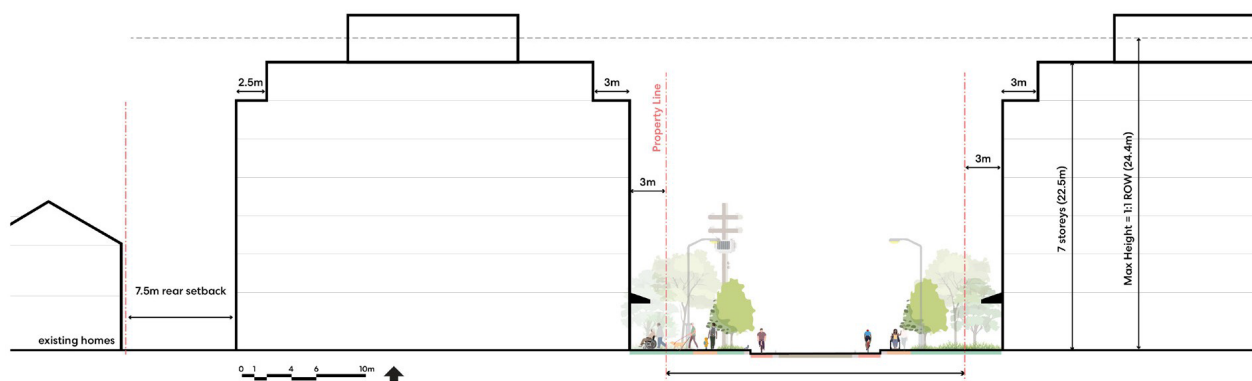 2.5m
3m
Property Line
3m
3m
3m
7 storeys (22.5m)
Max Height = 1:1 ROW (24.4m)
7.5m rear setback
existing homes
0 1 4 6 10m